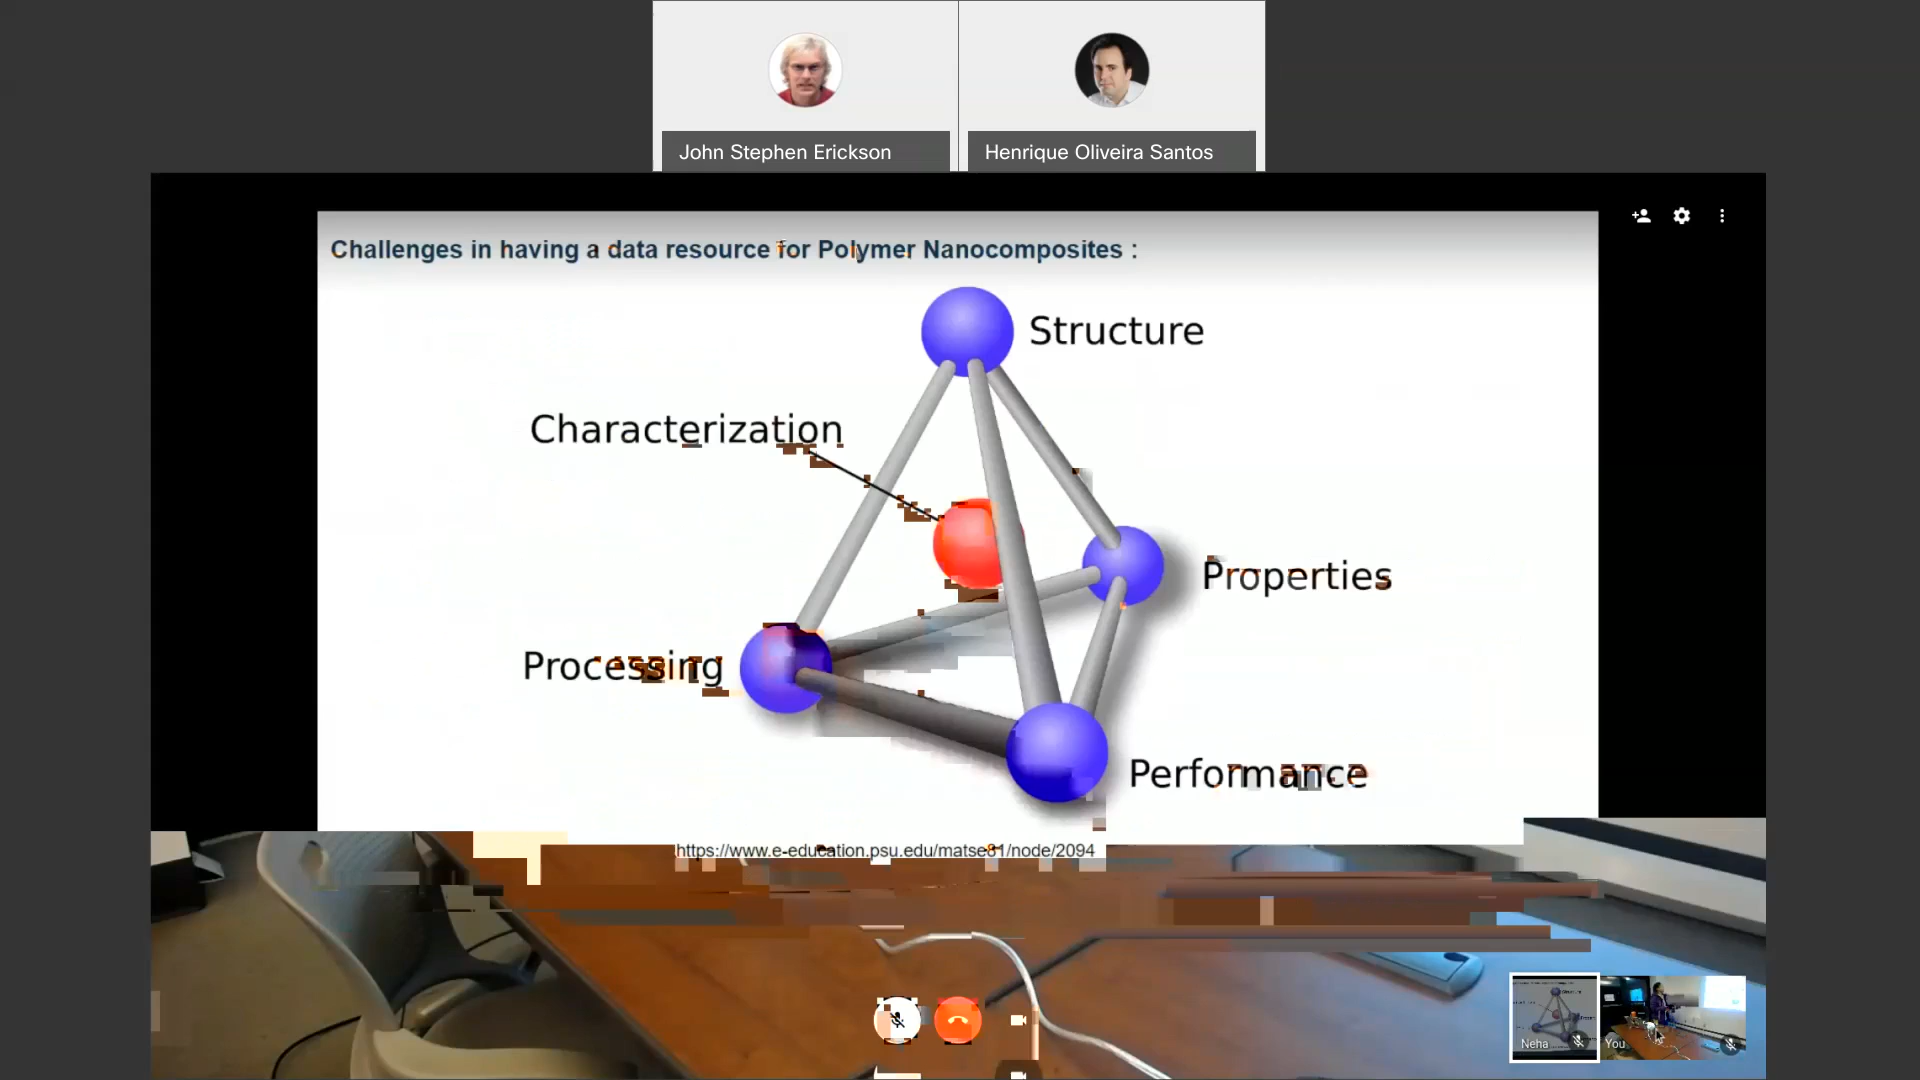 John Stephen Erickson
Henrique Oliveira Santos
Challenges in having a data resource for Polymer Nanocomposites :
Structure
Characterization
Properties
Processing
Performance
https://www.e-education.psu.edu/matse81/node/2094
Neha
You